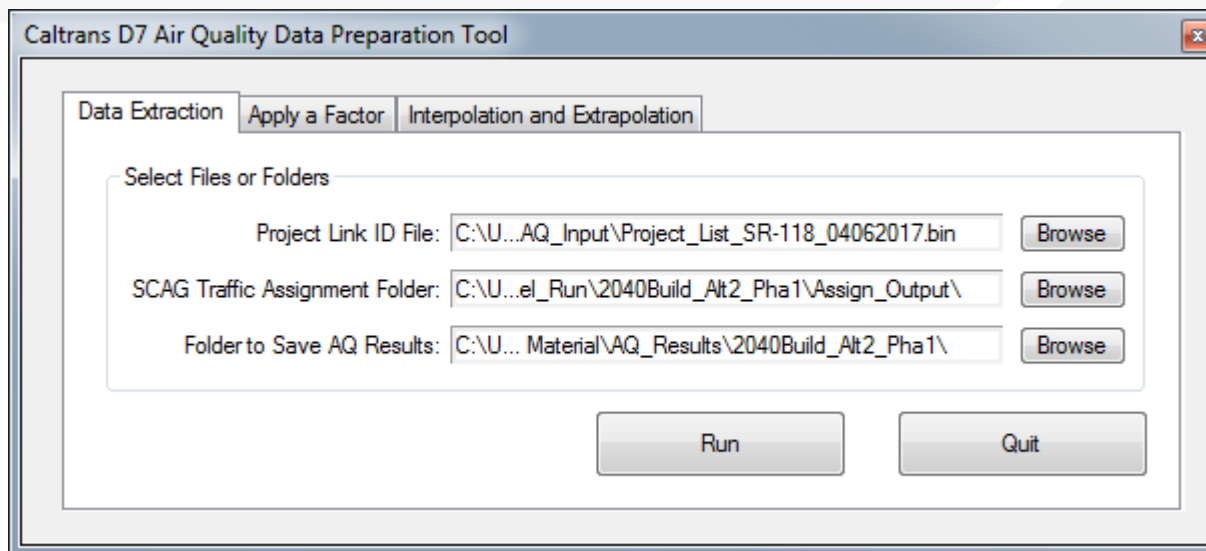 Caltrans D7 Air Quality Data Preparation Tool
Data Extraction Apply a Factor Interpolation and Extrapolation
Select Files or Folders
Project Link ID File: C:\U...AQ_Input\Project_List_SR-118_04062017.bin Browse
SCAG Traffic Assignment Folder: C:\U...el_Run\2040Build_Alt2_Pha1\Assign_Output\ Browse
Folder to Save AQ Results: C:\U... Material\AQ_Results\2040Build_Alt2_Pha1\ Browse
Run Quit